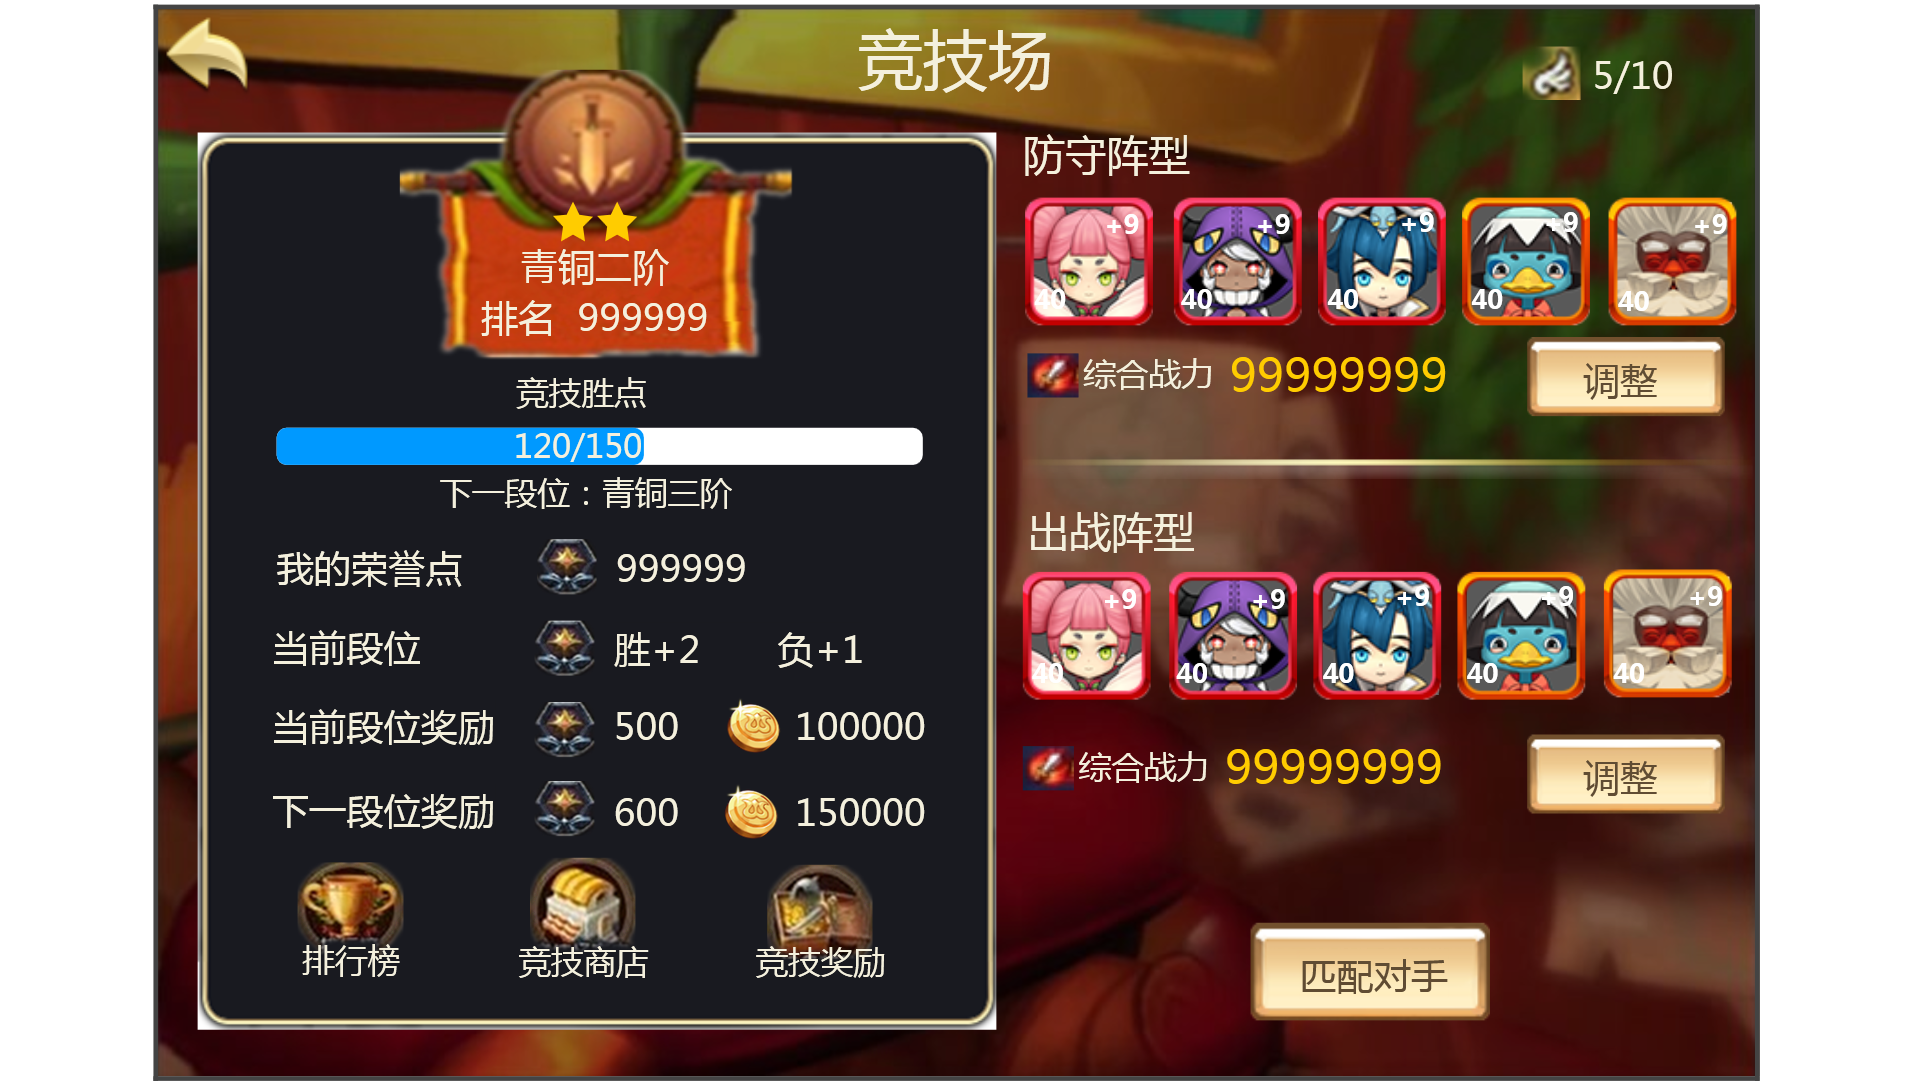 竞技场
5/10
青铜二阶
排名 999999
竞技胜点
120/150
下一段位：青铜三阶
我的荣誉点 999999
当前段位 胜+2 负+1
当前段位奖励 500 100000
下一段位奖励 600 150000
排行榜 竞技商店 竞技奖励
防守阵型
+9 +9 +9 +9 +9
40 40 40 40 40
综合战力 99999999 调整
出战阵型
+9 +9 +9 +9 +9
40 40 40 40 40
综合战力 99999999 调整
匹配对手